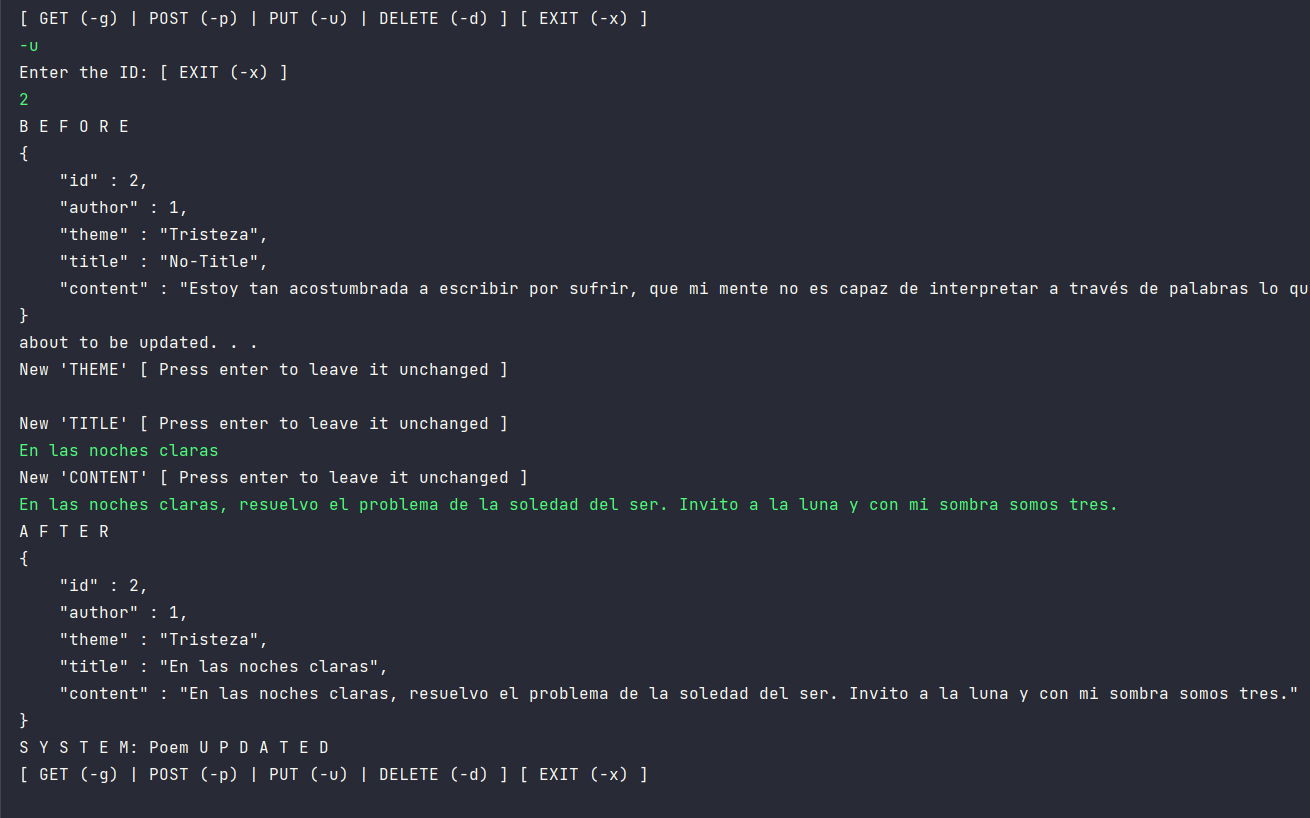 [ GET (-g) | POST (-p) | PUT (-u) | DELETE (-d) ] [ EXIT (-x) ]
-u
Enter the ID: [ EXIT (-x) ]
2
B E F O R E
{
    "id" : 2,
    "author" : 1,
    "theme" : "Tristeza",
    "title" : "No-Title",
    "content" : "Estoy tan acostumbrada a escribir por sufrir, que mi mente no es capaz de interpretar a través de palabras lo qu
}
about to be updated. . .
New 'THEME' [ Press enter to leave it unchanged ]

New 'TITLE' [ Press enter to leave it unchanged ]
En las noches claras
New 'CONTENT' [ Press enter to leave it unchanged ]
En las noches claras, resuelvo el problema de la soledad del ser. Invito a la luna y con mi sombra somos tres.
A F T E R
{
    "id" : 2,
    "author" : 1,
    "theme" : "Tristeza",
    "title" : "En las noches claras",
    "content" : "En las noches claras, resuelvo el problema de la soledad del ser. Invito a la luna y con mi sombra somos tres."
}
S Y S T E M: Poem U P D A T E D
[ GET (-g) | POST (-p) | PUT (-u) | DELETE (-d) ] [ EXIT (-x) ]